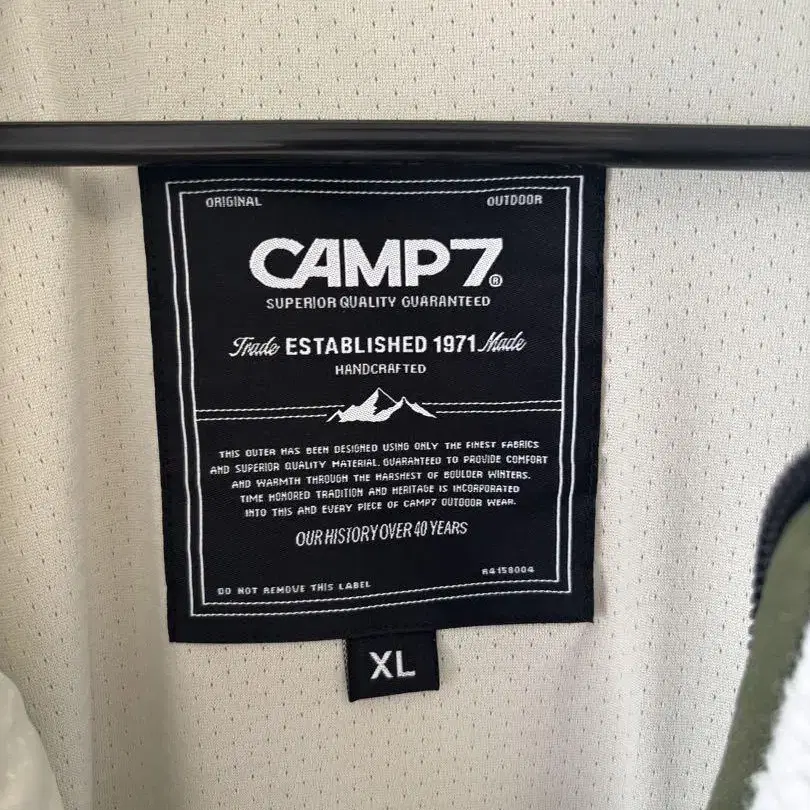 ORIGINAL OUTDOOR
CAMP7®
SUPERIOR QUALITY GUARANTEED
Trade ESTABLISHED 1971 Made
HANDCRAFTED
THIS OUTER HAS BEEN DESIGNED USING ONLY THE FINEST FABRICS
AND SUPERIOR QUALITY MATERIAL. GUARANTEED TO PROVIDE COMFORT
AND WARMTH THROUGH THE HARSHEST OF BOULDER WINTERS.
TIME HONORED TRADITION AND HERITAGE IS INCORPORATED
INTO THIS AND EVERY PIECE OF CAMP7 OUTDOOR WEAR.
OUR HISTORY OVER 40 YEARS
R4158004
DO NOT REMOVE THIS LABEL
XL